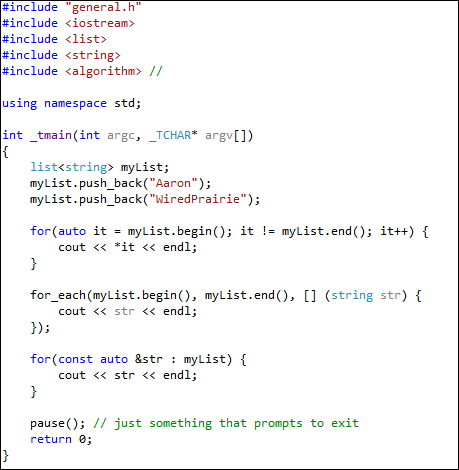 #include "general.h"
#include <iostream>
#include <list>
#include <string>
#include <algorithm> //
using namespace std;
int _tmain(int argc, _TCHAR* argv[])
{
    list<string> myList;
    myList.push_back("Aaron");
    myList.push_back("WiredPrairie");
    for(auto it = myList.begin(); it != myList.end(); it++) {
        cout << *it << endl;
    }
    for_each(myList.begin(), myList.end(), [] (string str) {
        cout << str << endl;
    });
    for(const auto &str : myList) {
        cout << str << endl;
    }
    pause(); // just something that prompts to exit
    return 0;
}